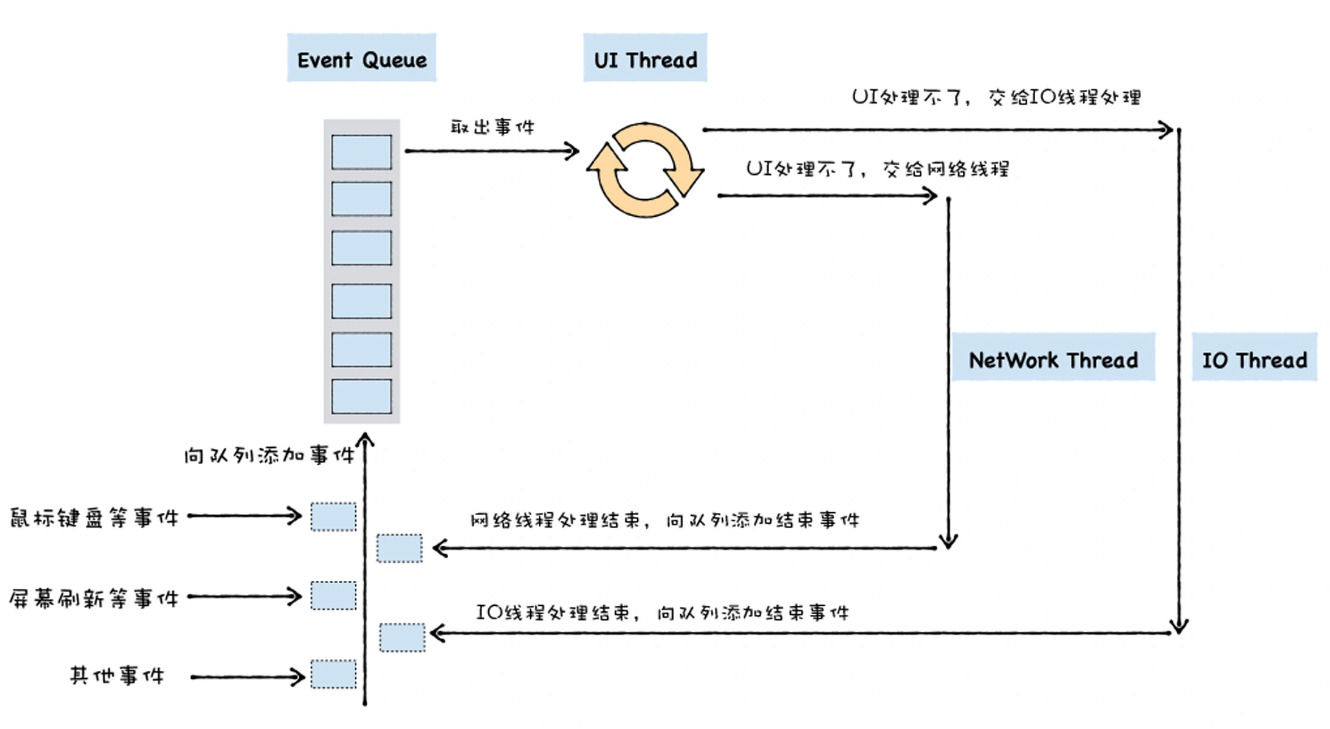 Event Queue
UI Thread
UI处理不了，交给IO线程处理
取出事件
UI处理不了，交给网络线程
NetWork Thread
IO Thread
向队列添加事件
鼠标键盘等事件
网络线程处理结束，向队列添加结束事件
屏幕刷新等事件
IO线程处理结束，向队列添加结束事件
其他事件